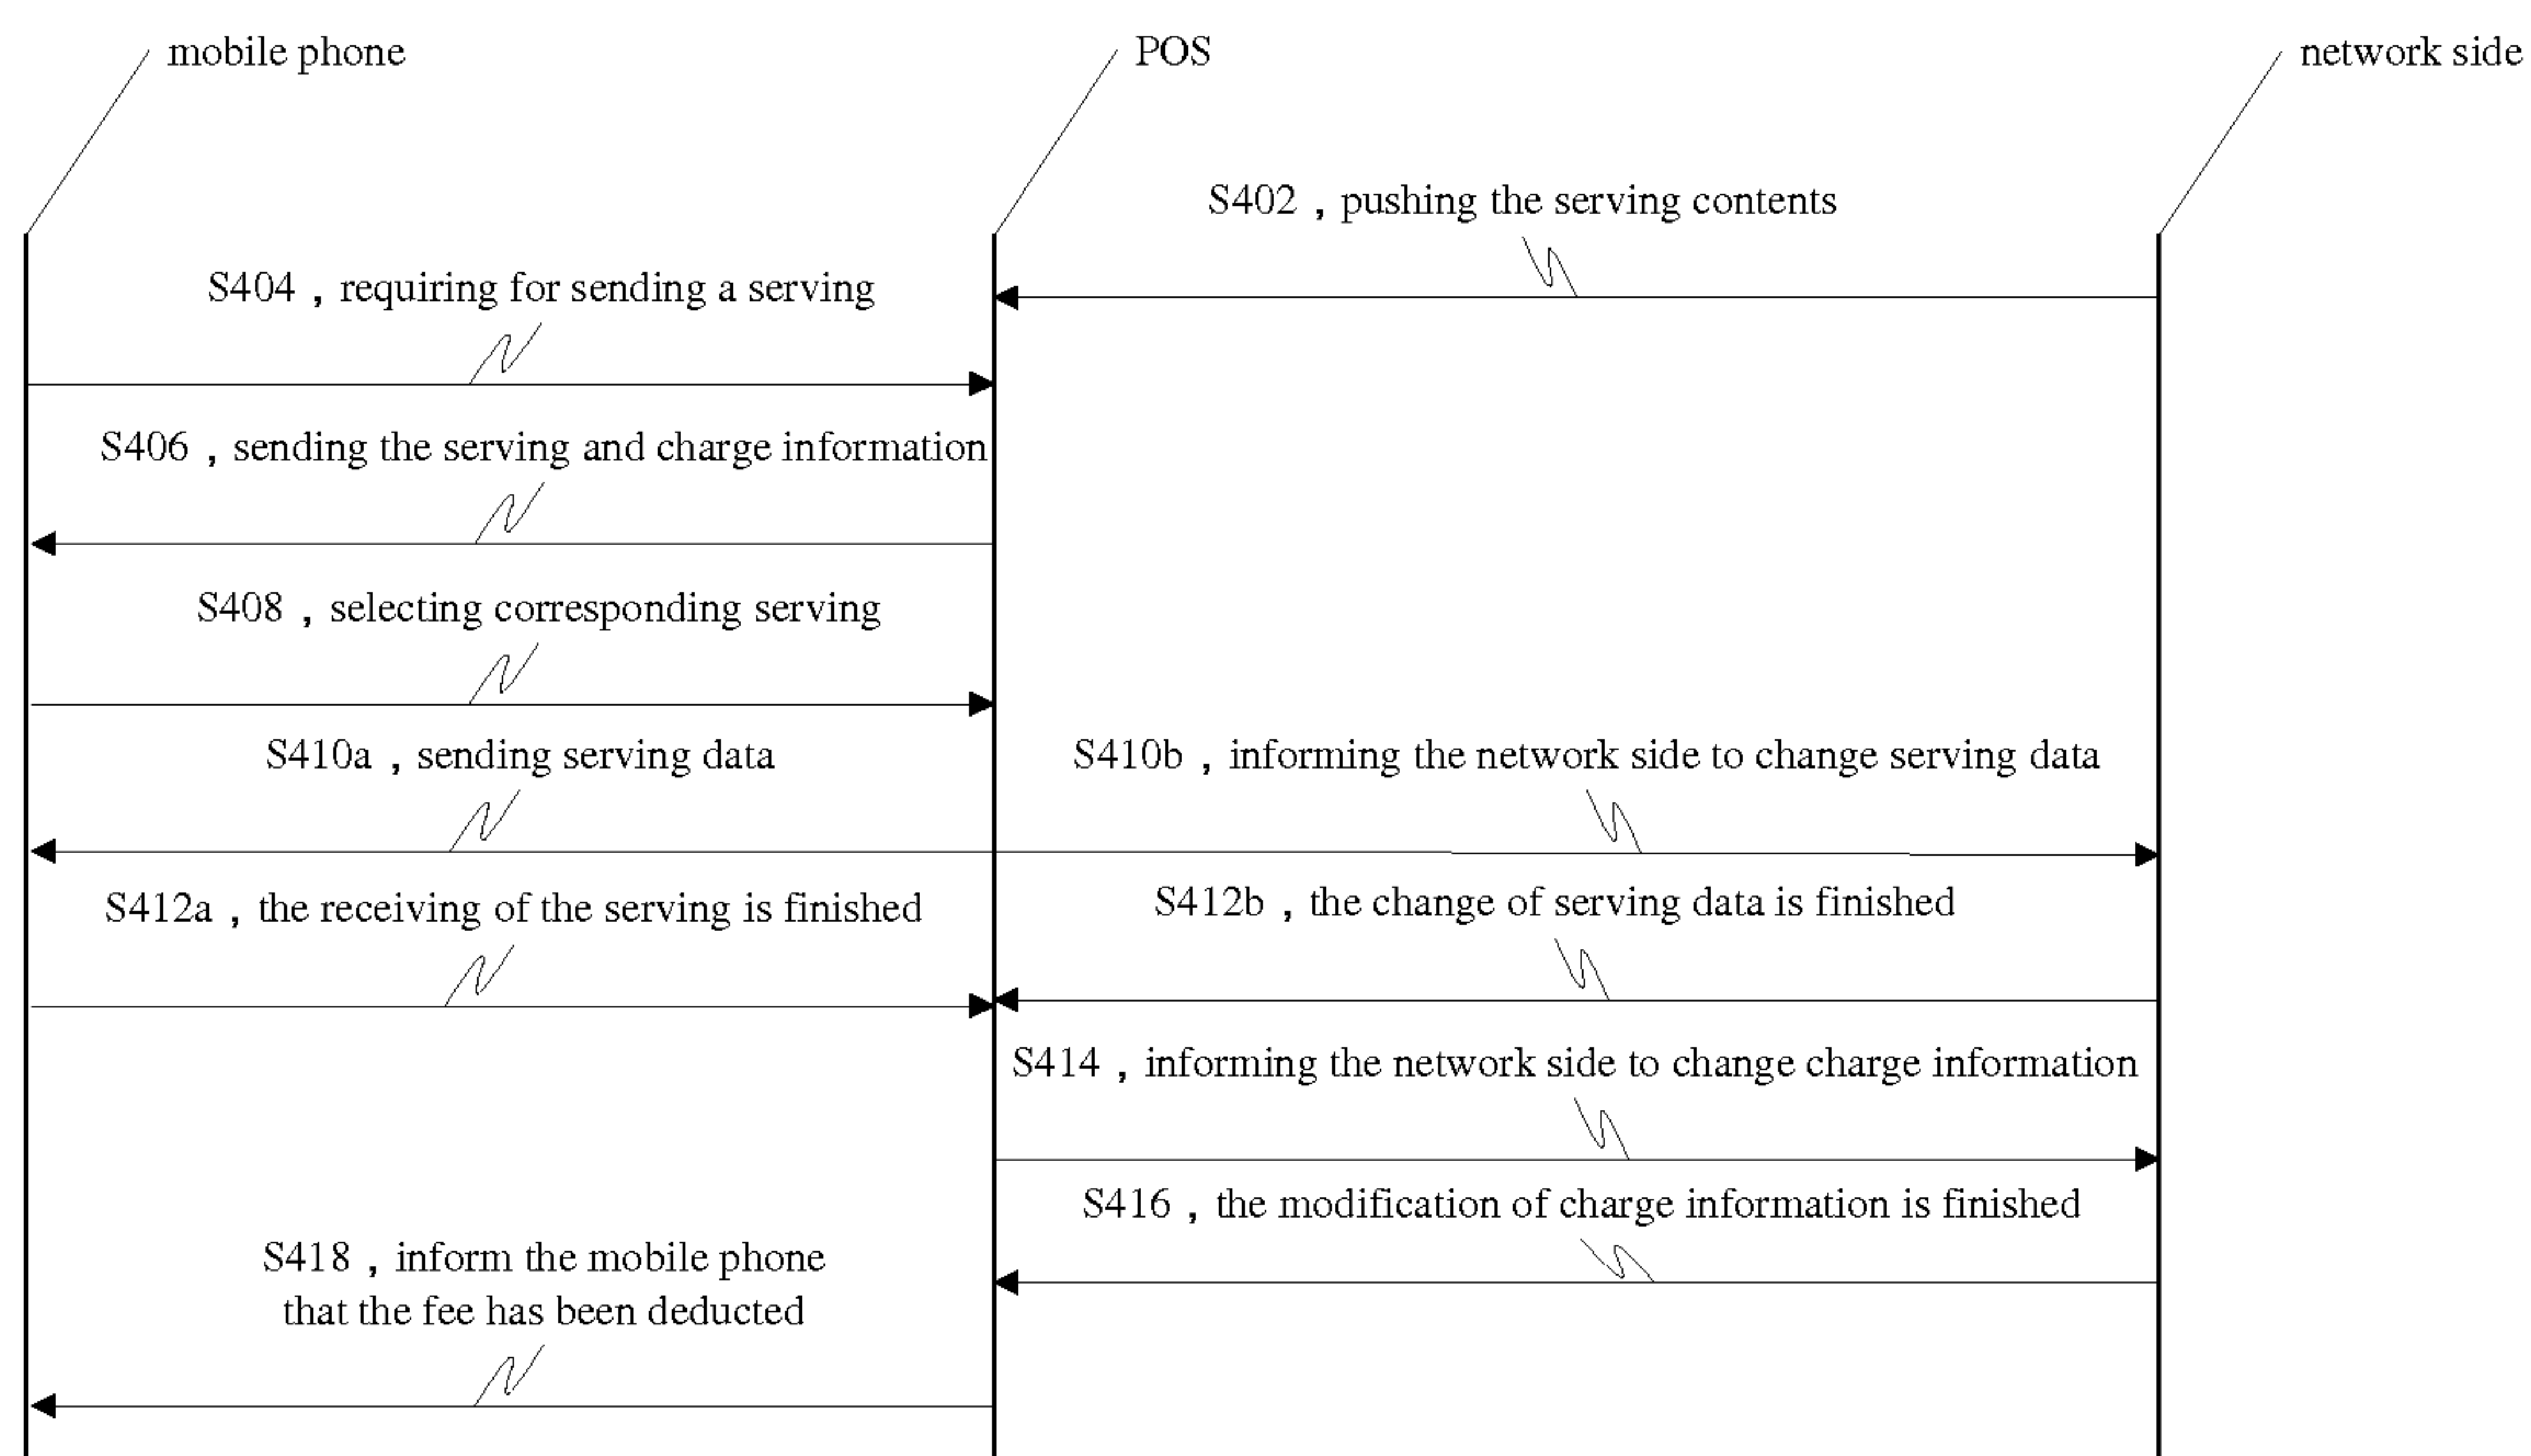 mobile phone
POS
network side
S402 , pushing the serving contents
S404 , requiring for sending a serving
S406 , sending the serving and charge information
S408 , selecting corresponding serving
S410a , sending serving data
S410b , informing the network side to change serving data
S412a , the receiving of the serving is finished
S412b , the change of serving data is finished
S414 , informing the network side to change charge information
S416 , the modification of charge information is finished
S418 , inform the mobile phone
that the fee has been deducted